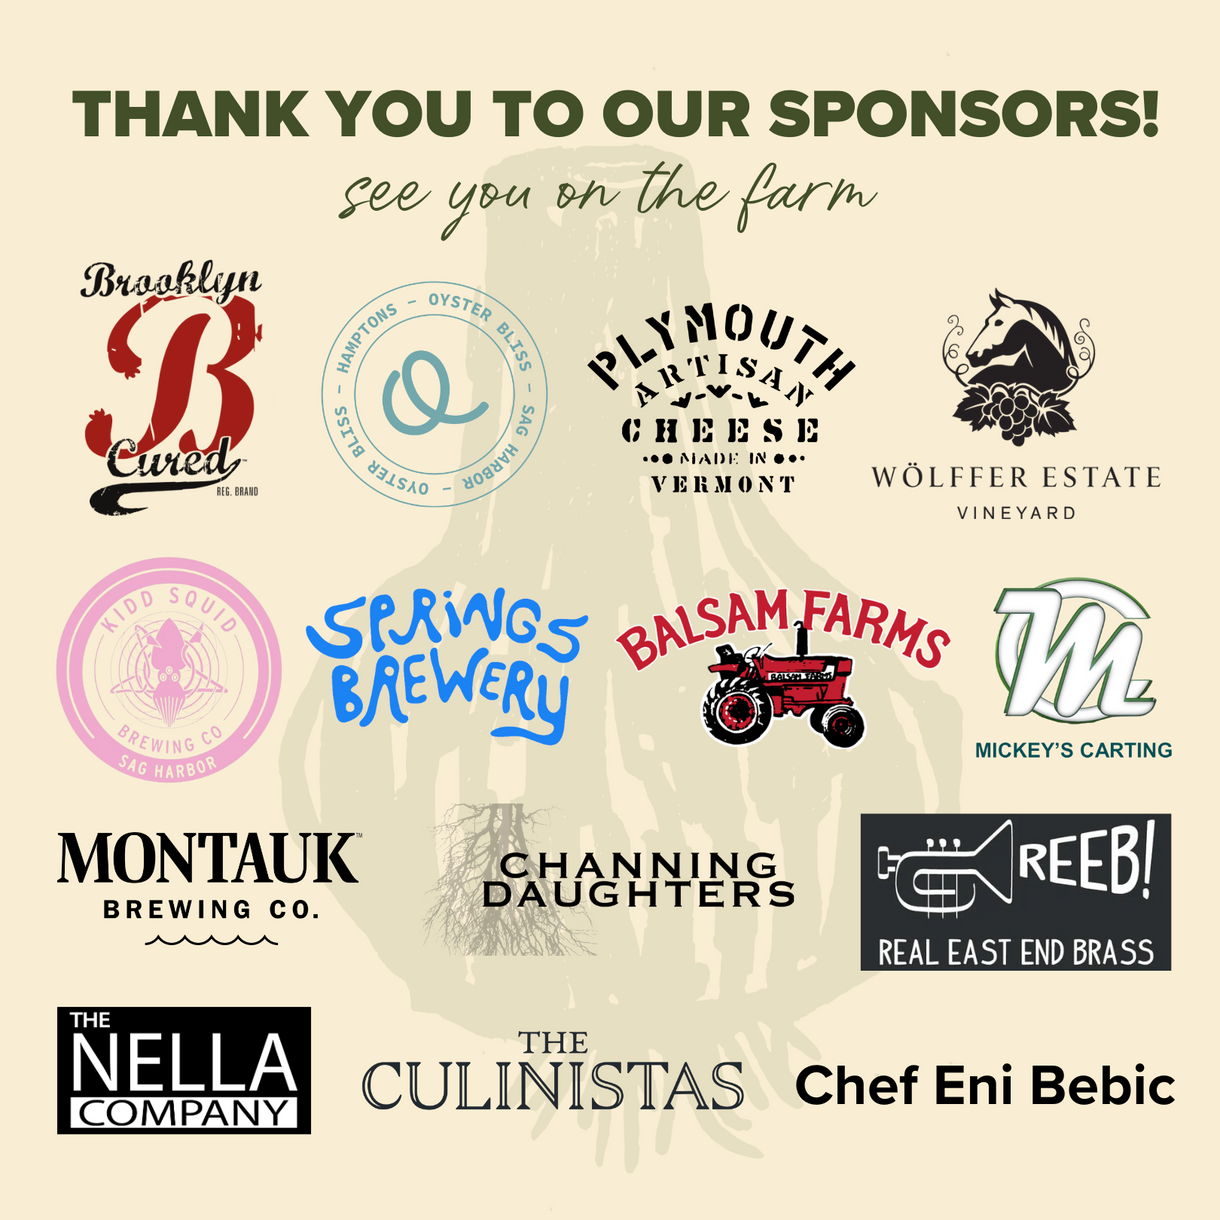 THANK YOU TO OUR SPONSORS!
see you on the farm
Brooklyn
B
Cured
REG. BRAND
HAMPTONS – OYSTER BLISS – SAG HARBOR – OYSTER BLISS –
PLYMOUTH
ARTISAN
CHEESE
MADE IN
VERMONT
WÖLFFER ESTATE
VINEYARD
KIDD SQUID
BREWING CO
SAG HARBOR
SPRiNGS
BREWERY
BALSAM FARMS
BALSAM FARMS
M
MICKEY'S CARTING
MONTAUK™
BREWING CO.
CHANNING
DAUGHTERS
REEB!
REAL EAST END BRASS
THE
NELLA
COMPANY
THE
CULINISTAS
Chef Eni Bebic